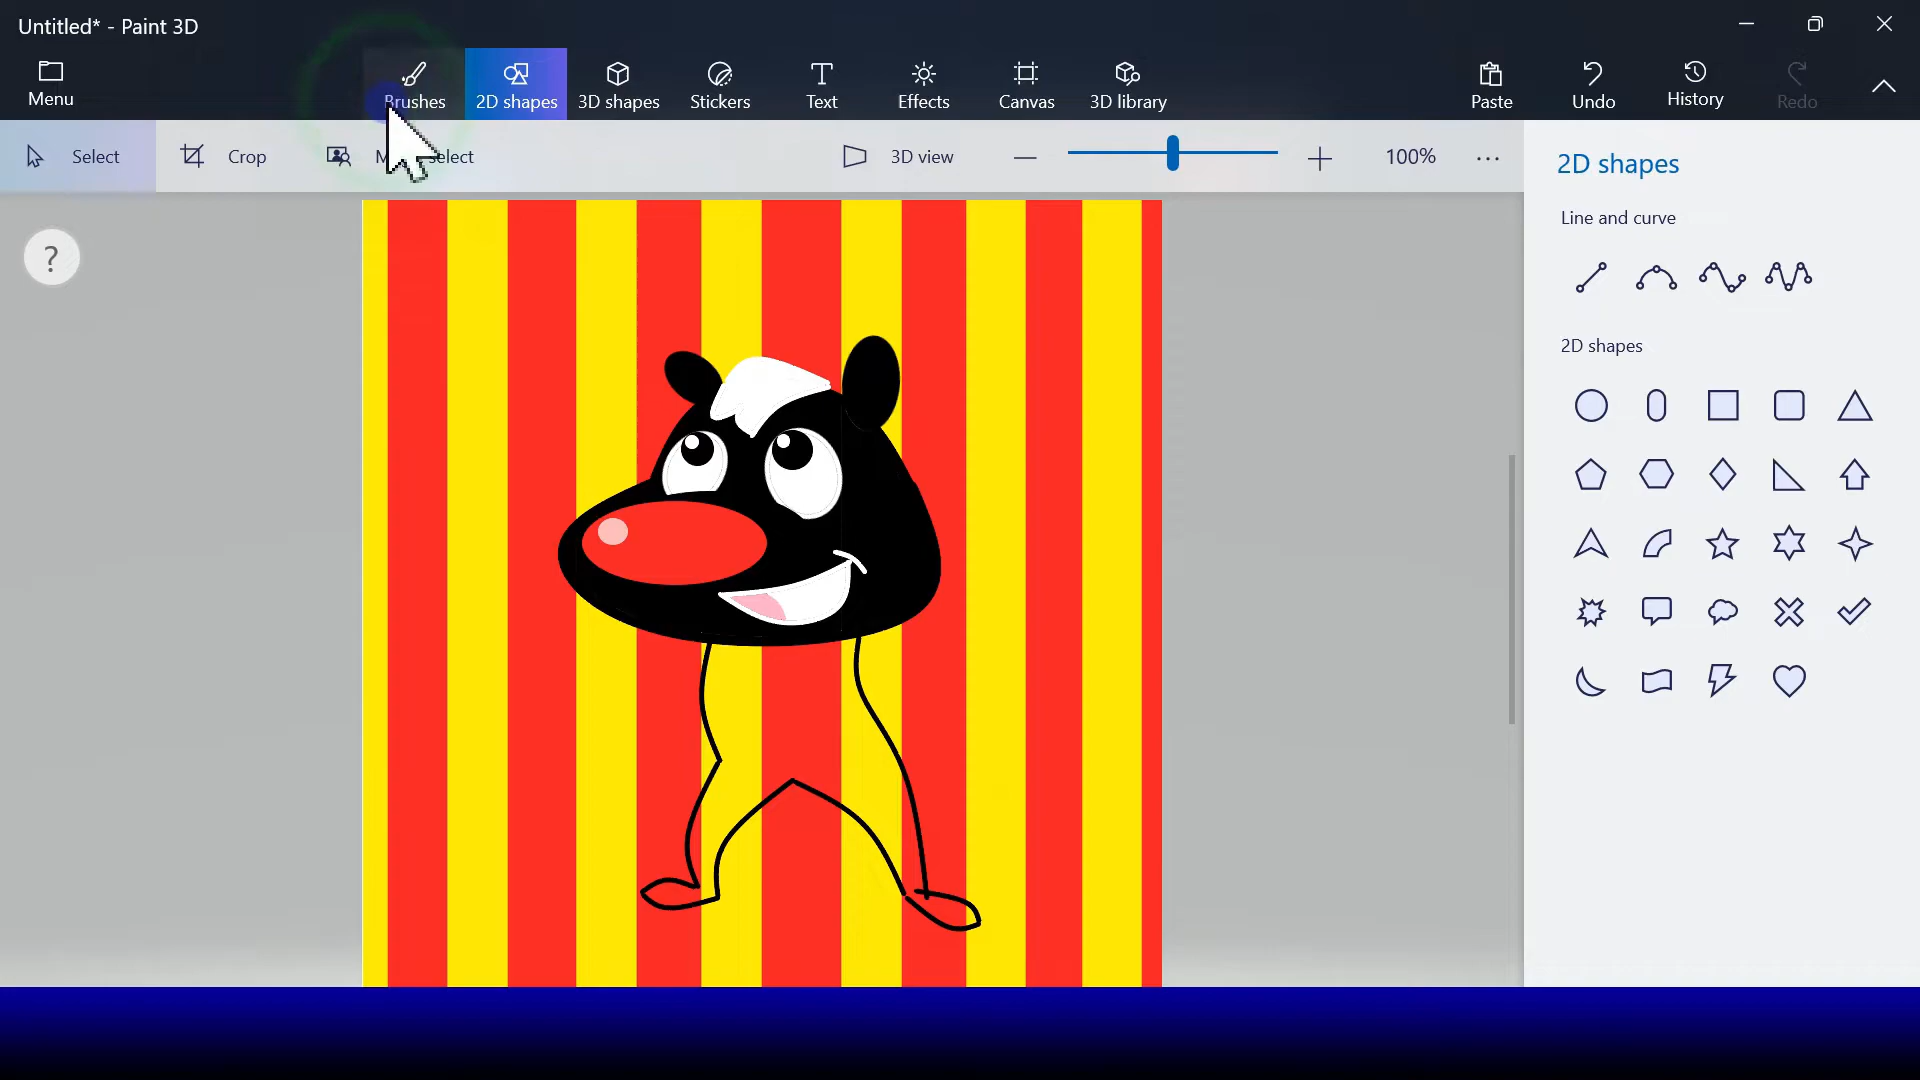 Untitled* - Paint 3D
Menu
Brushes
2D shapes
3D shapes
Stickers
Text
Effects
Canvas
3D library
Paste
Undo
History
Redo
Select
Crop
select
3D view
100%
...
?
2D shapes
Line and curve
2D shapes